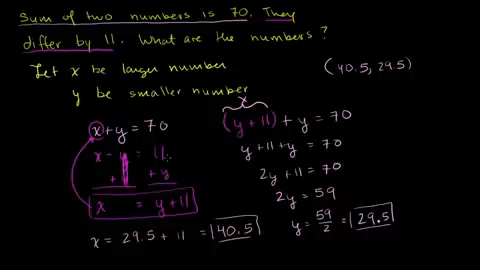 Sum of two numbers is 70. They
differ by 11. What are the numbers?
Let x be larger number
y be smaller number
(40.5, 29.5)
x + y = 70
x - y = 11
+ y + y
x = y + 11
x = 29.5 + 11 = 40.5
x
(y + 11) + y = 70
y + 11 + y = 70
2y + 11 = 70
2y = 59
y = 59/2 = 29.5